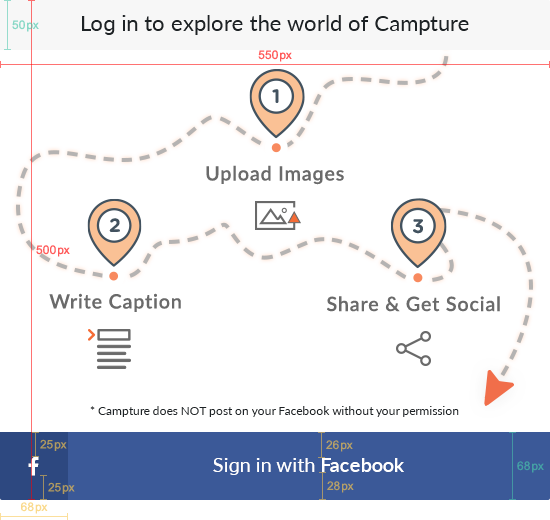 50px
Log in to explore the world of Campture
550px
1
Upload Images
2
3
500px
Write Caption
Share & Get Social
* Campture does NOT post on your Facebook without your permission
25px
26px
f
Sign in with Facebook
68px
25px
28px
68px